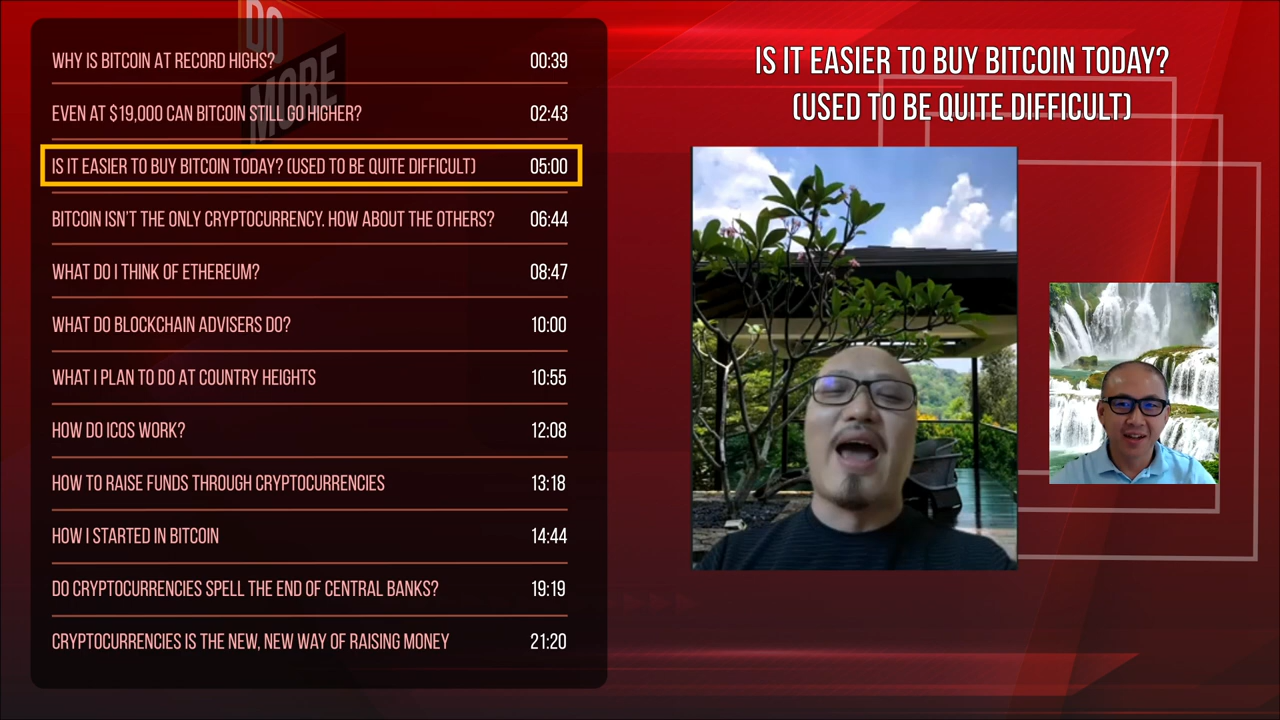 DO
MORE
WHY IS BITCOIN AT RECORD HIGHS? 00:39
EVEN AT $19,000 CAN BITCOIN STILL GO HIGHER? 02:43
IS IT EASIER TO BUY BITCOIN TODAY? (USED TO BE QUITE DIFFICULT) 05:00
BITCOIN ISN'T THE ONLY CRYPTOCURRENCY. HOW ABOUT THE OTHERS? 06:44
WHAT DO I THINK OF ETHEREUM? 08:47
WHAT DO BLOCKCHAIN ADVISERS DO? 10:00
WHAT I PLAN TO DO AT COUNTRY HEIGHTS 10:55
HOW DO ICOS WORK? 12:08
HOW TO RAISE FUNDS THROUGH CRYPTOCURRENCIES 13:18
HOW I STARTED IN BITCOIN 14:44
DO CRYPTOCURRENCIES SPELL THE END OF CENTRAL BANKS? 19:19
CRYPTOCURRENCIES IS THE NEW, NEW WAY OF RAISING MONEY 21:20
IS IT EASIER TO BUY BITCOIN TODAY?
(USED TO BE QUITE DIFFICULT)